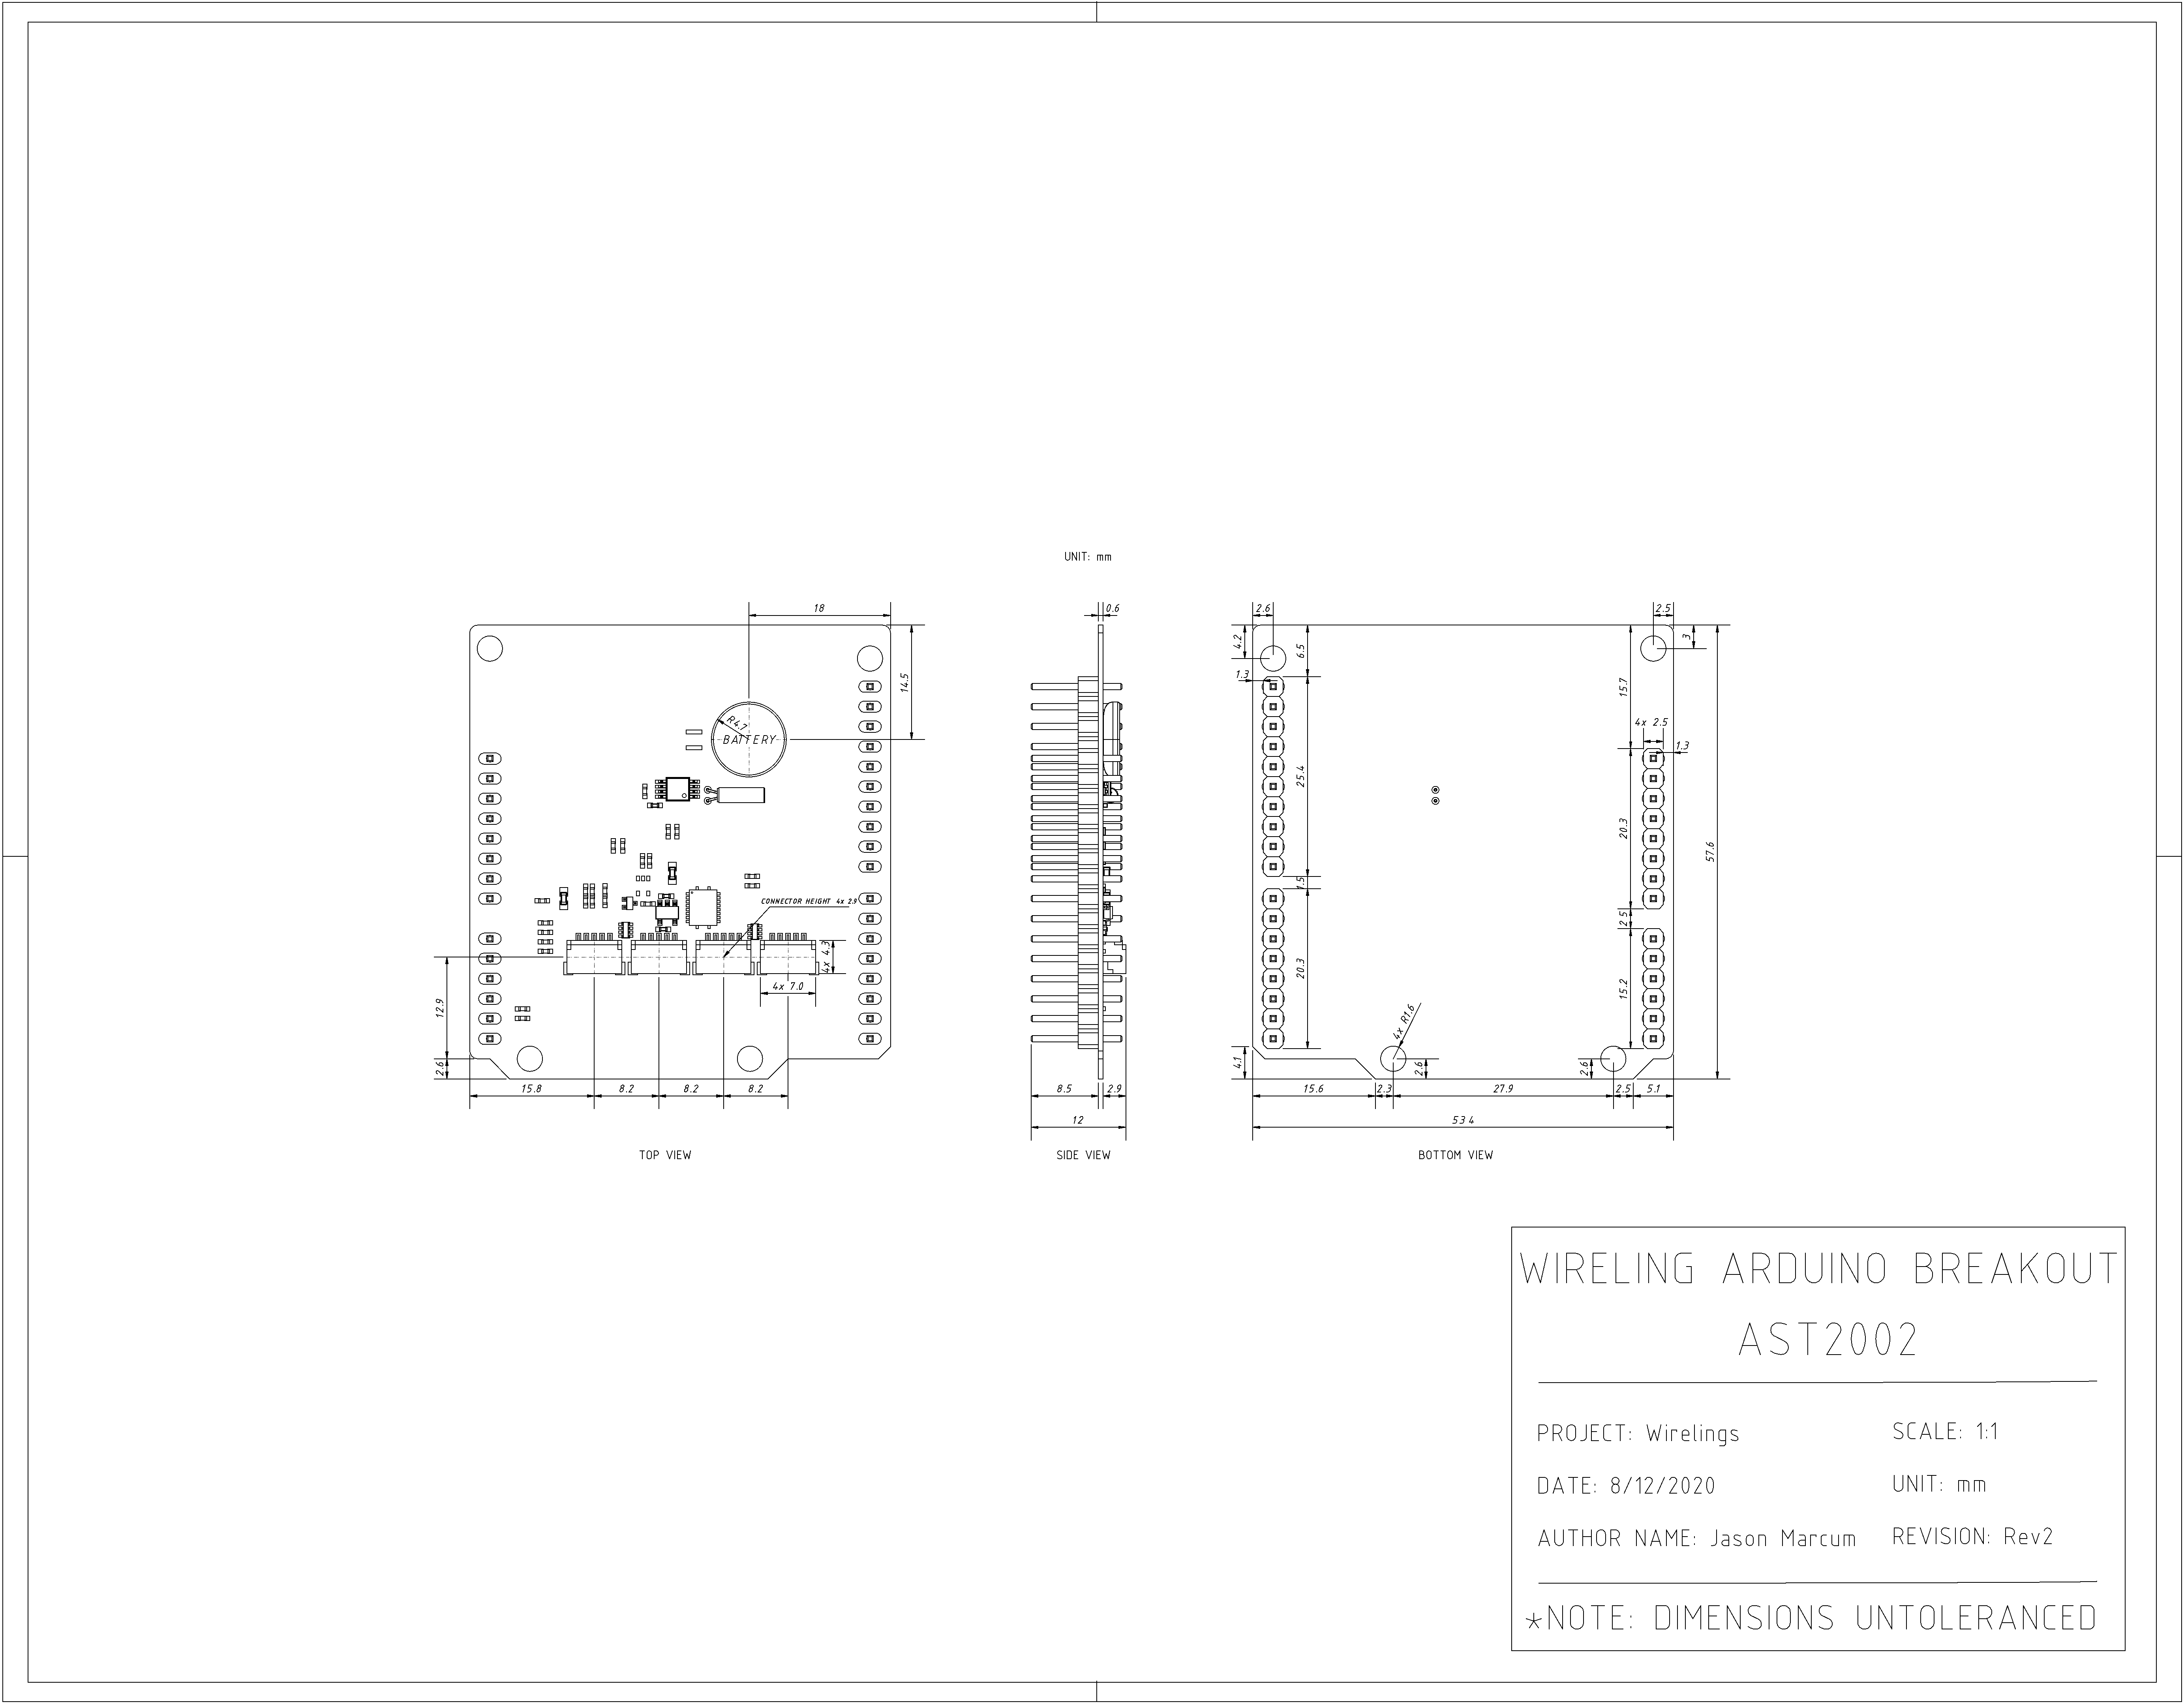 UNIT: mm
18
14.5
R4.7
BATTERY
CONNECTOR HEIGHT 4x 2.9
4x 4.3
4x 7.0
12.9
2.6
15.8
8.2
8.2
8.2
TOP VIEW
0.6
8.5
2.9
12
SIDE VIEW
2.6
4.2
6.5
1.3
25.4
1.5
20.3
4.1
2.5
3
15.7
4x 2.5
1.3
20.3
57.6
2.5
15.2
4x R1.6
2.6
2.6
15.6
2.3
27.9
2.5
5.1
53.4
BOTTOM VIEW
WIRELING ARDUINO BREAKOUT
AST2002
PROJECT: Wirelings
SCALE: 1:1
DATE: 8/12/2020
UNIT: mm
AUTHOR NAME: Jason Marcum
REVISION: Rev2
*NOTE: DIMENSIONS UNTOLERANCED